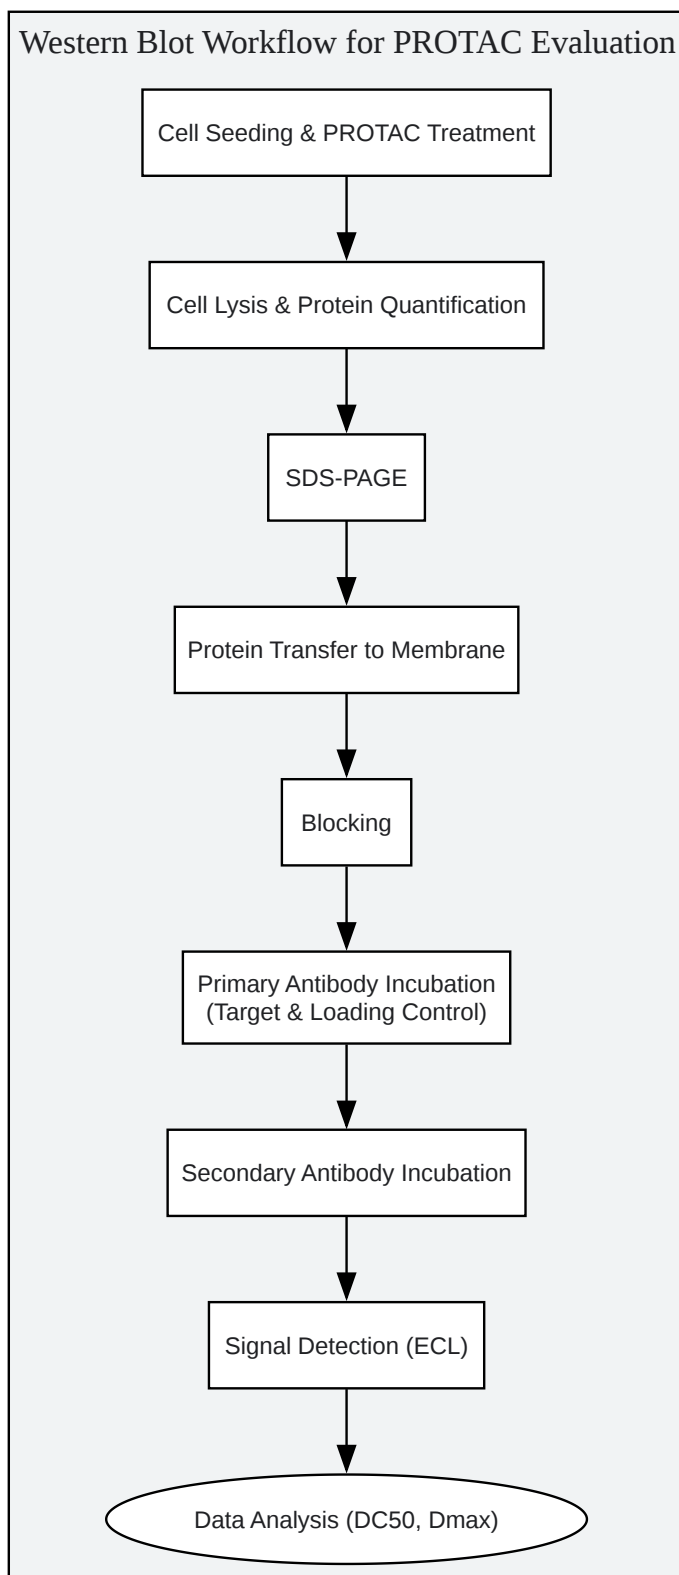 Western Blot Workflow for PROTAC Evaluation
Cell Seeding & PROTAC Treatment
Cell Lysis & Protein Quantification
SDS-PAGE
Protein Transfer to Membrane
Blocking
Primary Antibody Incubation
(Target & Loading Control)
Secondary Antibody Incubation
Signal Detection (ECL)
Data Analysis (DC50, Dmax)